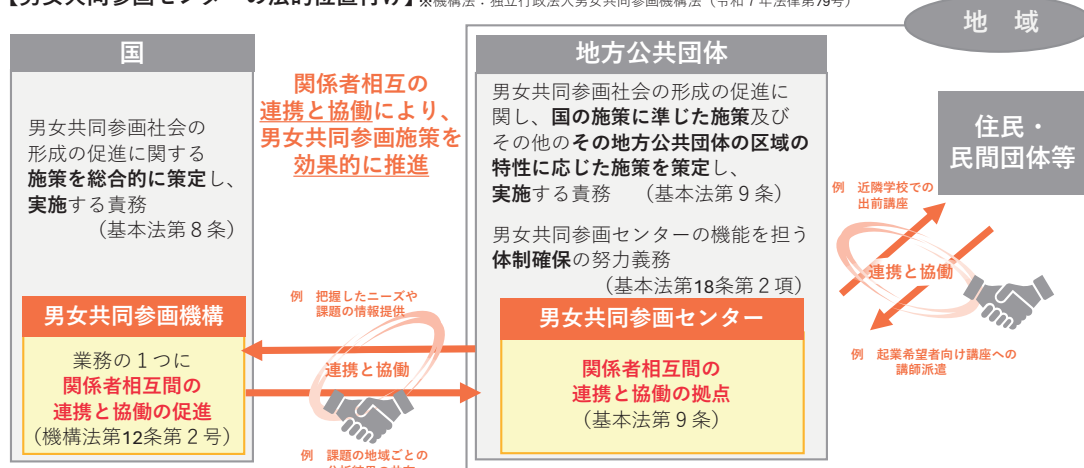 【男女共同参画センターの法的位置付け】※機構法：独立行政法人男女共同参画機構法（令和７年法律第79号）
地　域
国
男女共同参画社会の
形成の促進に関する
施策を総合的に策定し、
実施する責務
（基本法第８条）
男女共同参画機構
業務の１つに
関係者相互間の
連携と協働の促進
（機構法第12条第２号）
関係者相互の
連携と協働により、
男女共同参画施策を
効果的に推進
例　把握したニーズや
課題の情報提供
連携と協働
例　課題の地域ごとの
分析結果の共有
地方公共団体
男女共同参画社会の形成の促進に
関し、国の施策に準じた施策及び
その他のその地方公共団体の区域の
特性に応じた施策を策定し、
実施する責務　（基本法第９条）
男女共同参画センターの機能を担う
体制確保の努力義務
（基本法第18条第２項）
男女共同参画センター
関係者相互間の
連携と協働の拠点
（基本法第９条）
住民・
民間団体等
例　近隣学校での
出前講座
連携と協働
例　起業希望者向け講座への
講師派遣